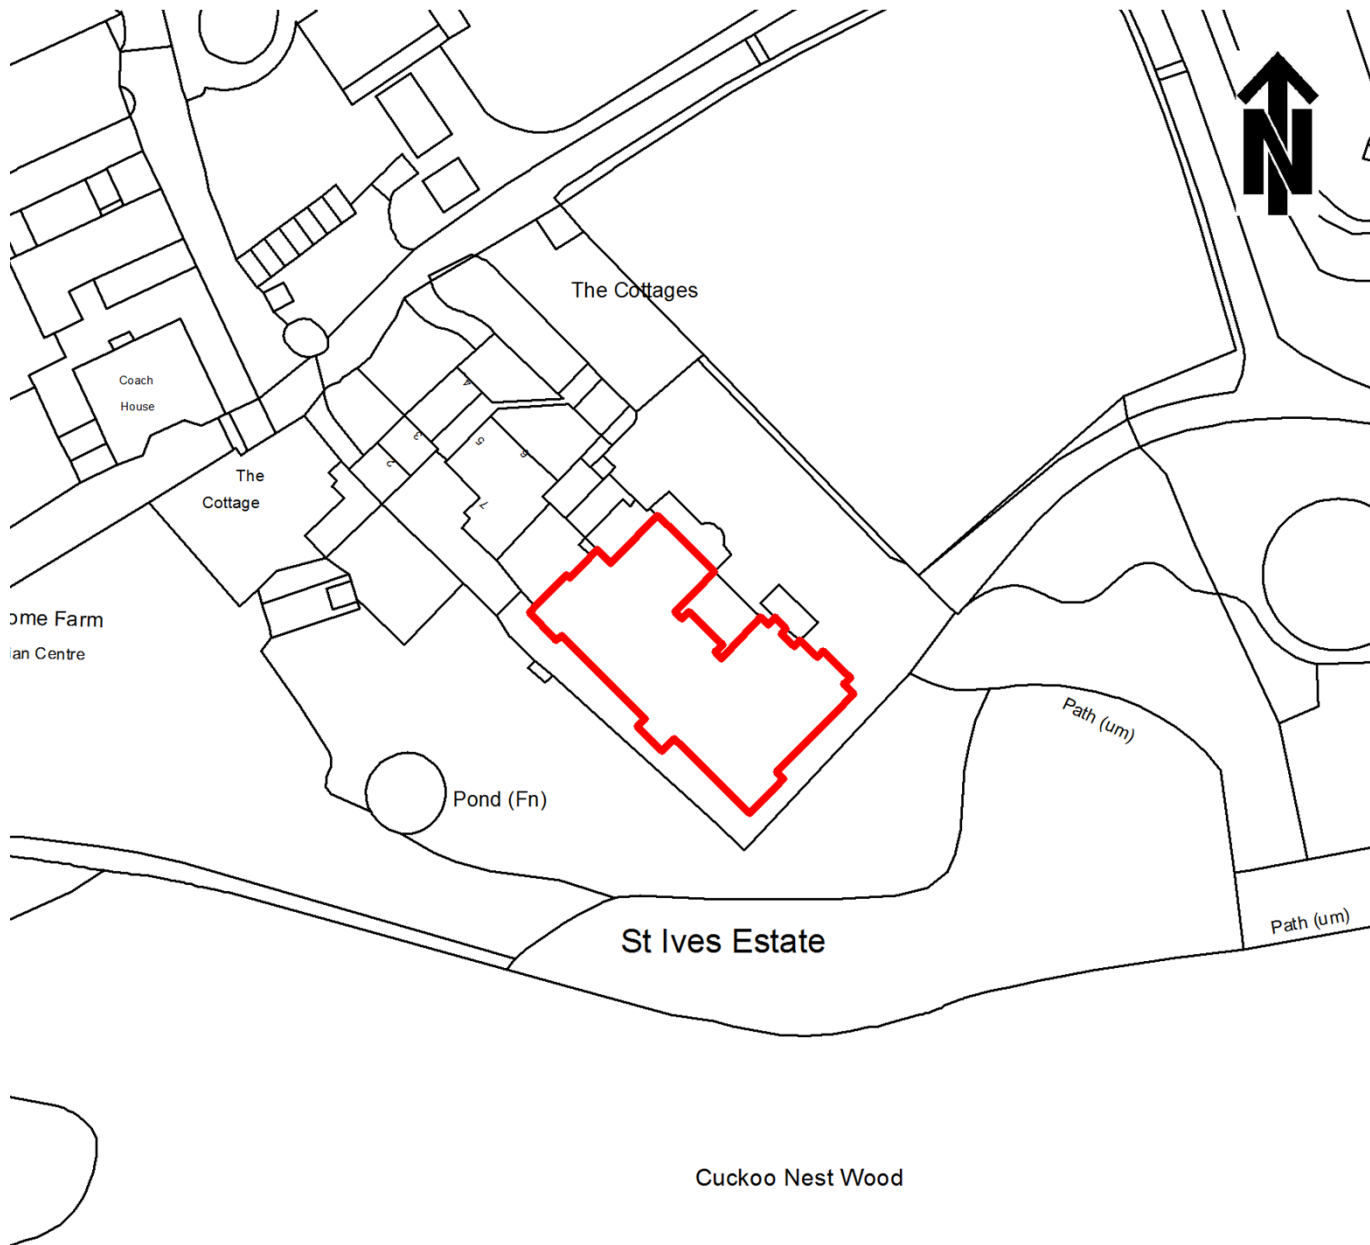 N
The Cottages
Coach
House
4
3
5
2
6
The
Cottage
7
ome Farm
ian Centre
Path (um)
Pond (Fn)
Path (um)
St Ives Estate
Cuckoo Nest Wood